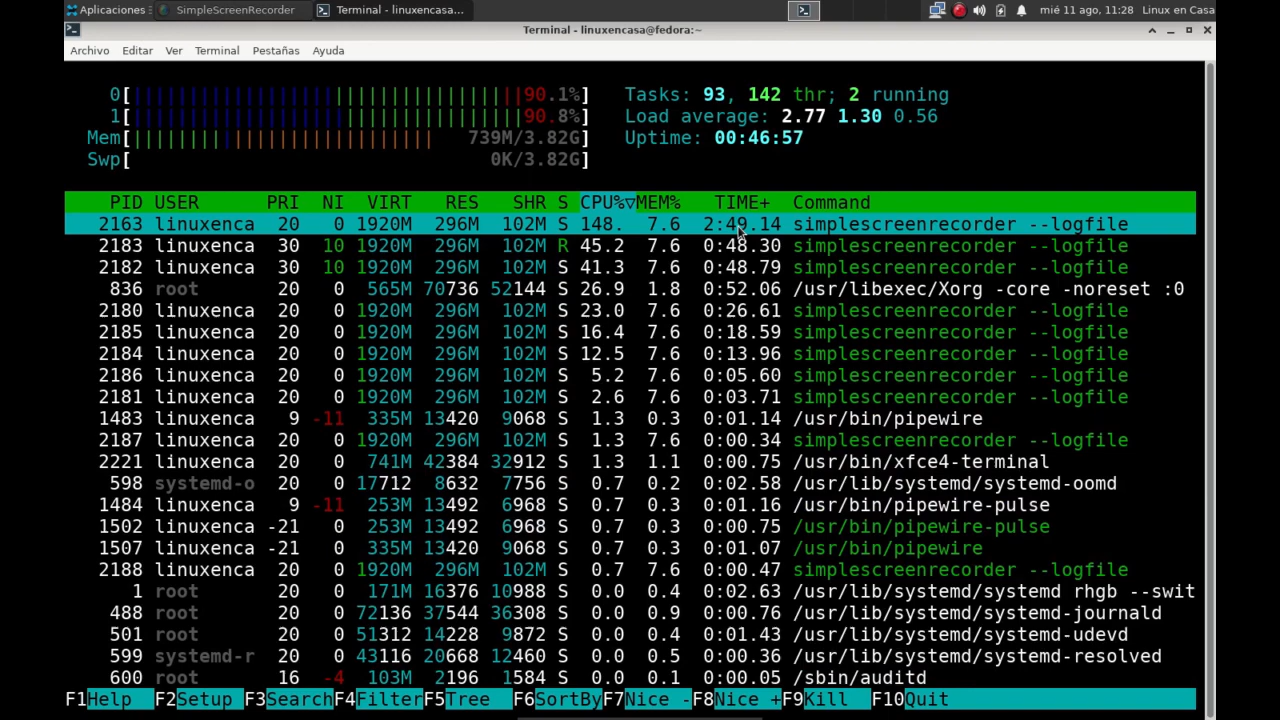 Aplicaciones SimpleScreenRecorder Terminal - linuxencasa... mié 11 ago, 11:28 Linux en Casa
Terminal - linuxencasa@fedora:~
Archivo Editar Ver Terminal Pestañas Ayuda
0[||||||||||||||||||||||||||||||||||90.1%] Tasks: 93, 142 thr; 2 running
1[||||||||||||||||||||||||||||||||||90.8%] Load average: 2.77 1.30 0.56
Mem[|||||||||||||||||||||||||||| 739M/3.82G] Uptime: 00:46:57
Swp[ 0K/3.82G]
PID USER PRI NI VIRT RES SHR S CPU%▽MEM% TIME+ Command
2163 linuxenca 20 0 1920M 296M 102M S 148. 7.6 2:49.14 simplescreenrecorder --logfile
2183 linuxenca 30 10 1920M 296M 102M R 45.2 7.6 0:48.30 simplescreenrecorder --logfile
2182 linuxenca 30 10 1920M 296M 102M S 41.3 7.6 0:48.79 simplescreenrecorder --logfile
836 root 20 0 565M 70736 52144 S 26.9 1.8 0:52.06 /usr/libexec/Xorg -core -noreset :0
2180 linuxenca 20 0 1920M 296M 102M S 23.0 7.6 0:26.61 simplescreenrecorder --logfile
2185 linuxenca 20 0 1920M 296M 102M S 16.4 7.6 0:18.59 simplescreenrecorder --logfile
2184 linuxenca 20 0 1920M 296M 102M S 12.5 7.6 0:13.96 simplescreenrecorder --logfile
2186 linuxenca 20 0 1920M 296M 102M S 5.2 7.6 0:05.60 simplescreenrecorder --logfile
2181 linuxenca 20 0 1920M 296M 102M S 2.6 7.6 0:03.71 simplescreenrecorder --logfile
1483 linuxenca 9 -11 335M 13420 9068 S 1.3 0.3 0:01.14 /usr/bin/pipewire
2187 linuxenca 20 0 1920M 296M 102M S 1.3 7.6 0:00.34 simplescreenrecorder --logfile
2221 linuxenca 20 0 741M 42384 32912 S 1.3 1.1 0:00.75 /usr/bin/xfce4-terminal
598 systemd-o 20 0 17712 8632 7756 S 0.7 0.2 0:02.58 /usr/lib/systemd/systemd-oomd
1484 linuxenca 9 -11 253M 13492 6968 S 0.7 0.3 0:01.16 /usr/bin/pipewire-pulse
1502 linuxenca -21 0 253M 13492 6968 S 0.7 0.3 0:00.75 /usr/bin/pipewire-pulse
1507 linuxenca -21 0 335M 13420 9068 S 0.7 0.3 0:01.07 /usr/bin/pipewire
2188 linuxenca 20 0 1920M 296M 102M S 0.7 7.6 0:00.47 simplescreenrecorder --logfile
1 root 20 0 171M 16376 10988 S 0.0 0.4 0:02.63 /usr/lib/systemd/systemd rhgb --swit
488 root 20 0 72136 37544 36308 S 0.0 0.9 0:00.76 /usr/lib/systemd/systemd-journald
501 root 20 0 51312 14228 9872 S 0.0 0.4 0:01.43 /usr/lib/systemd/systemd-udevd
599 systemd-r 20 0 43116 20668 12460 S 0.0 0.5 0:00.36 /usr/lib/systemd/systemd-resolved
600 root 16 -4 103M 2196 1584 S 0.0 0.1 0:00.05 /sbin/auditd
F1Help F2Setup F3SearchF4FilterF5Tree F6SortByF7Nice -F8Nice +F9Kill F10Quit